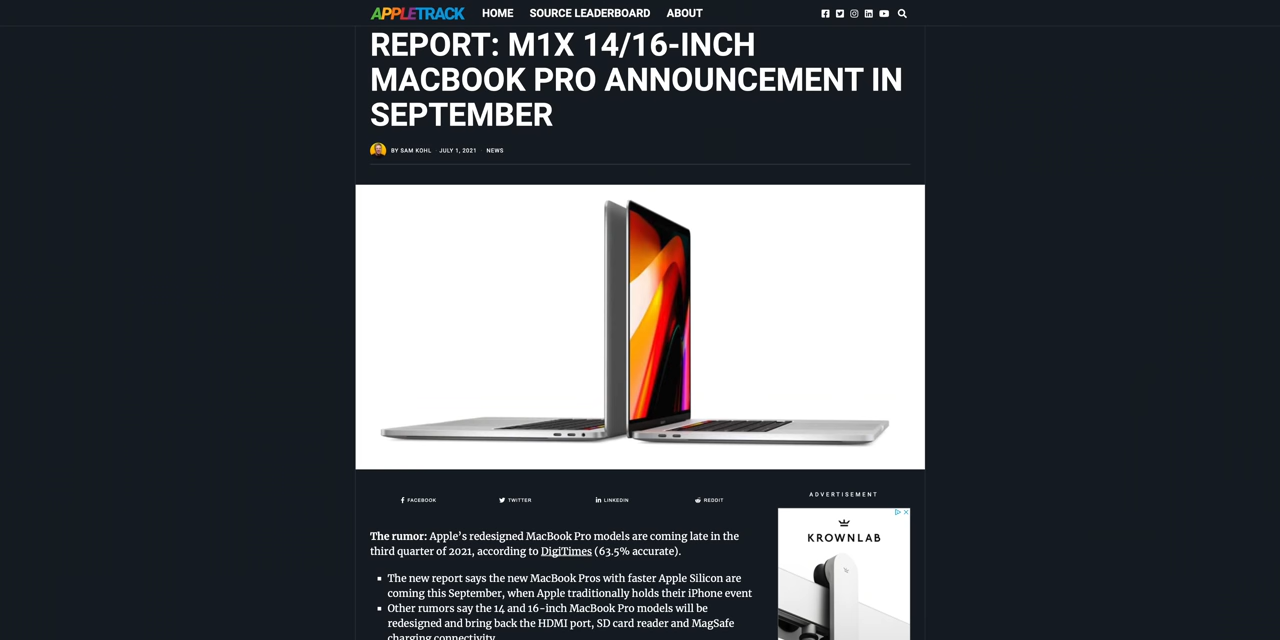 APPLETRACK HOME SOURCE LEADERBOARD ABOUT
REPORT: M1X 14/16-INCH
MACBOOK PRO ANNOUNCEMENT IN
SEPTEMBER
BY SAM KOHL · JULY 1, 2021 · NEWS
FACEBOOK TWITTER LINKEDIN REDDIT
ADVERTISEMENT
KROWNLAB
The rumor: Apple's redesigned MacBook Pro models are coming late in the
third quarter of 2021, according to DigiTimes (63.5% accurate).
▪ The new report says the new MacBook Pros with faster Apple Silicon are
coming this September, when Apple traditionally holds their iPhone event
▪ Other rumors say the 14 and 16-inch MacBook Pro models will be
redesigned and bring back the HDMI port, SD card reader and MagSafe
charging connectivity